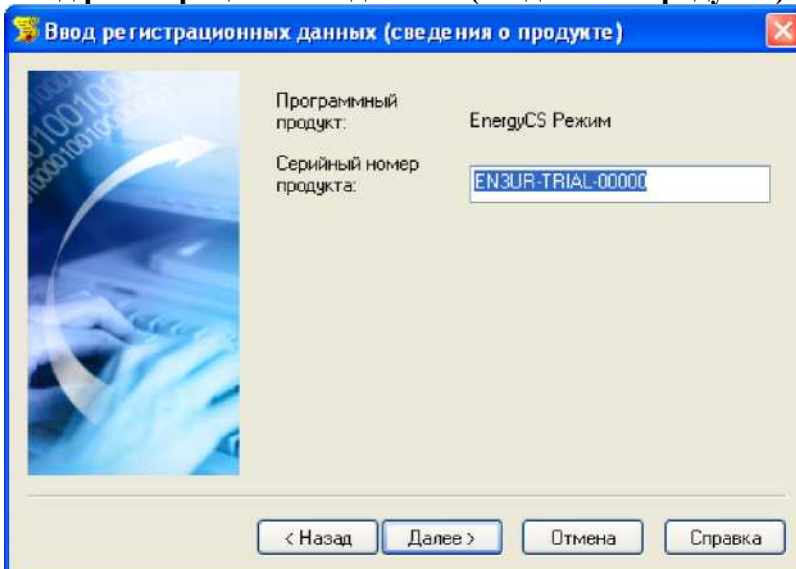 Ввод регистрационных данных (сведения о продукте)
Программный
продукт:
EnergyCS Режим
Серийный номер
продукта:
EN3UR-TRIAL-00000
< Назад
Далее >
Отмена
Справка